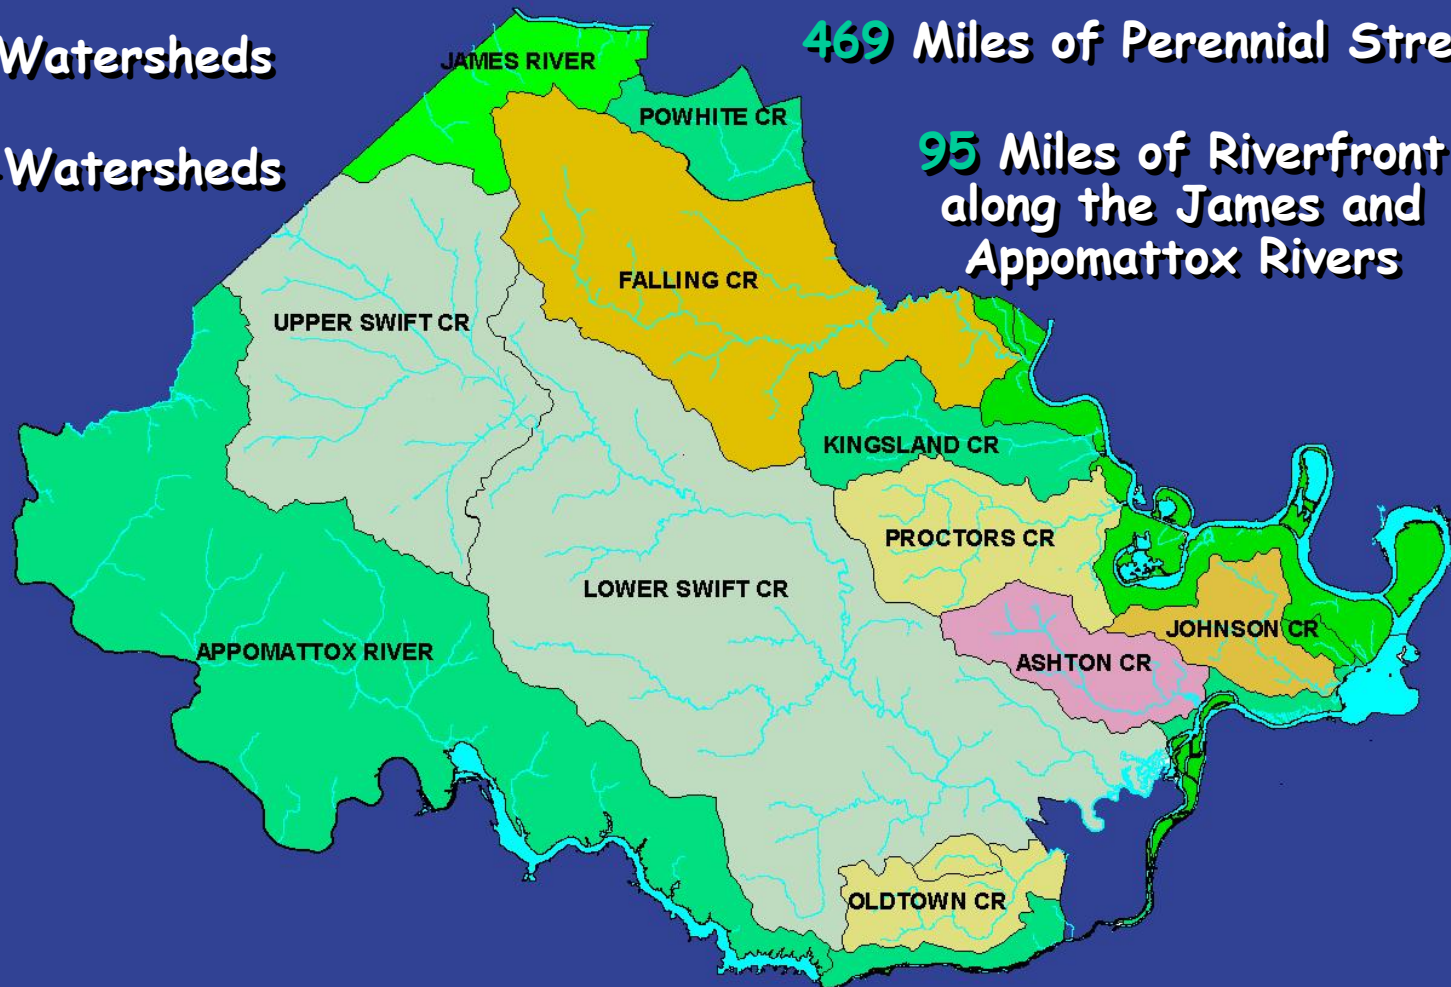 Watersheds
469 Miles of Perennial Stre
-Watersheds
95 Miles of Riverfront
along the James and
Appomattox Rivers
JAMES RIVER
POWHITE CR
FALLING CR
UPPER SWIFT CR
KINGSLAND CR
PROCTORS CR
LOWER SWIFT CR
JOHNSON CR
APPOMATTOX RIVER
ASHTON CR
OLDTOWN CR